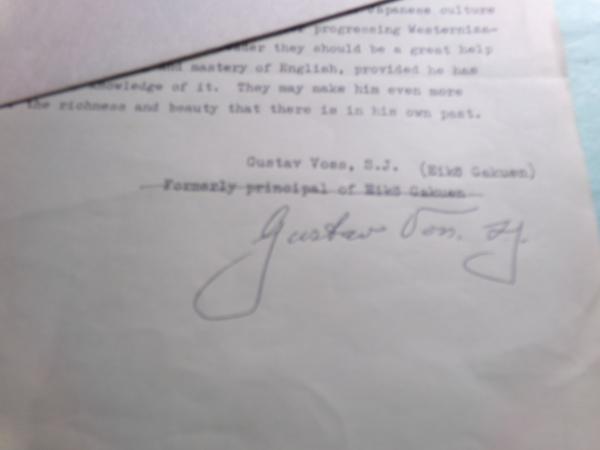 Japanese culture
progressing Westerniza-
they should be a great help
and mastery of English, provided he has
knowledge of it. They may make him even more
the richness and beauty that there is in his own past.
Gustav Voss, S.J. (Eikō Gakuen)
Formerly principal of Eikō Gakuen
Gustav Voss. SJ.